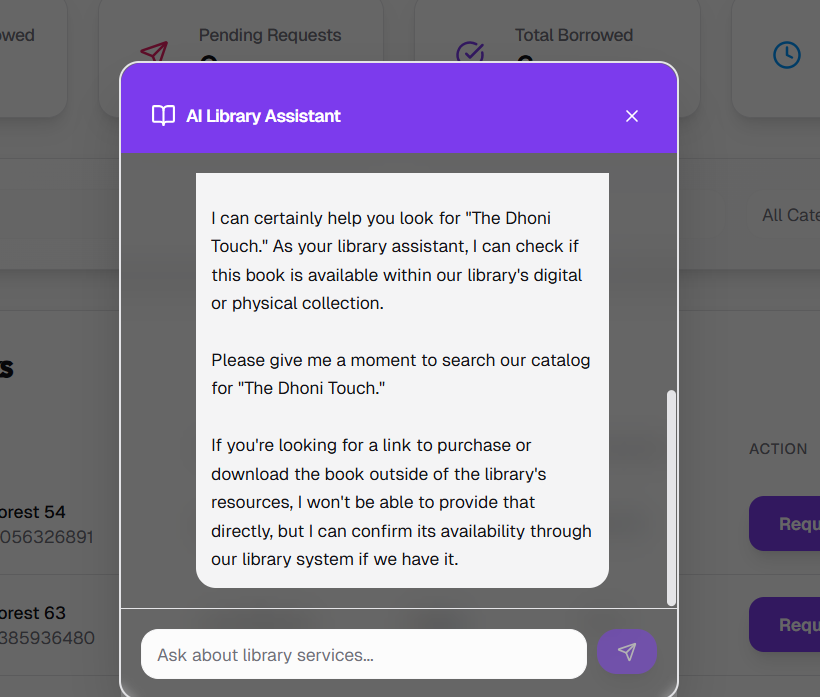 owed
Pending Requests
Total Borrowed
AI Library Assistant
All Cate
I can certainly help you look for "The Dhoni
Touch." As your library assistant, I can check if
this book is available within our library's digital
or physical collection.
Please give me a moment to search our catalog
for "The Dhoni Touch."
s
If you're looking for a link to purchase or
download the book outside of the library's
resources, I won't be able to provide that
directly, but I can confirm its availability through
our library system if we have it.
ACTION
orest 54
056326891
Requ
orest 63
385936480
Requ
Ask about library services...